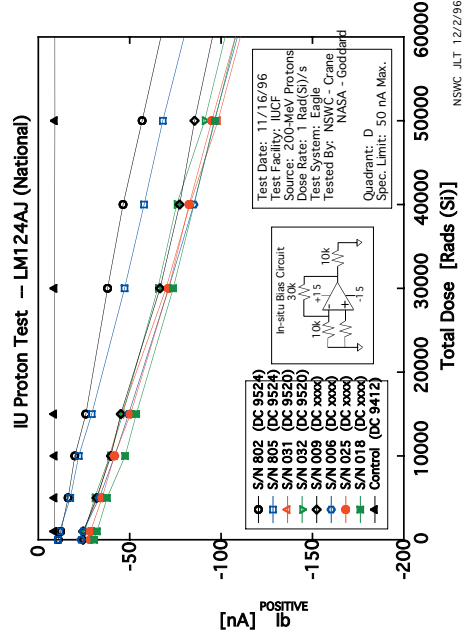 IU Proton Test -- LM124AJ (National)
0
-50
-100
-150
-200
[nA] Ib POSITIVE
0
10000
20000
30000
40000
50000
60000
Total Dose [Rads (Si)]
S/N 802 (DC 9524)
S/N 805 (DC 9524)
S/N 031 (DC 9520)
S/N 032 (DC 9520)
S/N 009 (DC xxxx)
S/N 006 (DC xxxx)
S/N 025 (DC xxxx)
S/N 018 (DC xxxx)
Control (DC 9412)
In-situ Bias Circuit
30k
10k
+15
-15
10k
Test Date: 11/16/96
Test Facility: IUCF
Source: 200-MeV Protons
Dose Rate: 1 Rad(Si)/s
Test System: Eagle
Tested By: NSWC - Crane
NASA - Goddard
Quadrant: D
Spec. Limit: 50 nA Max.
NSWC JLT 12/2/96